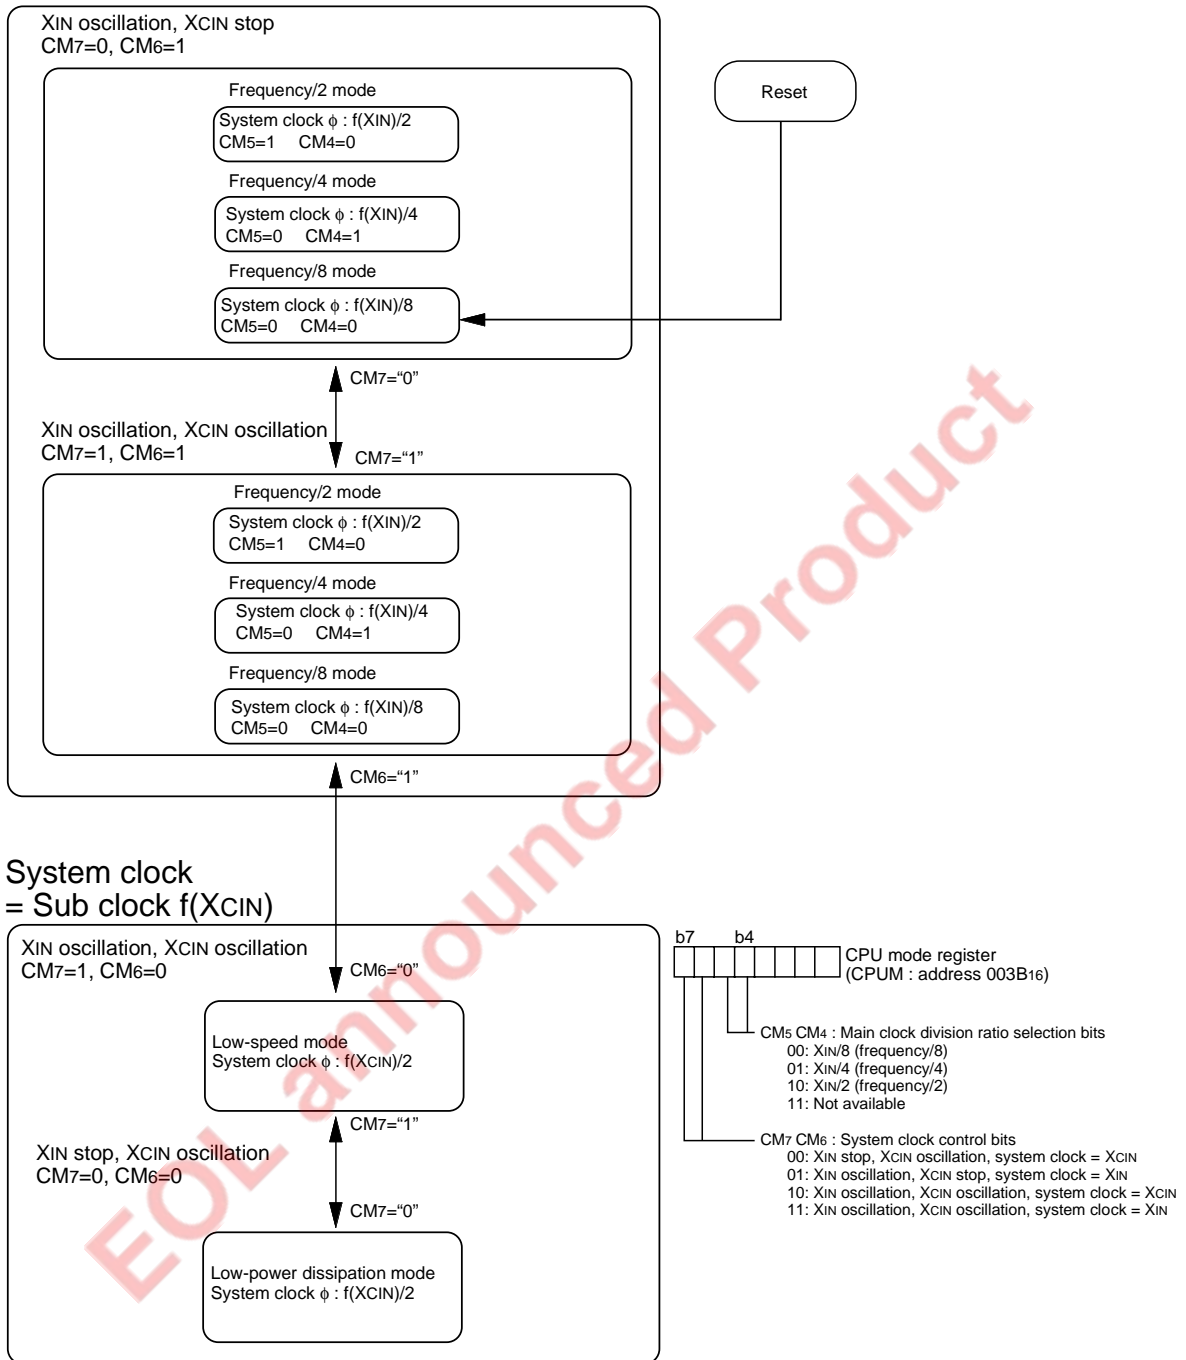 XIN oscillation, XCIN stop
CM7=0, CM6=1
Frequency/2 mode
System clock ϕ : f(XIN)/2
CM5=1 CM4=0
Frequency/4 mode
System clock ϕ : f(XIN)/4
CM5=0 CM4=1
Frequency/8 mode
System clock ϕ : f(XIN)/8
CM5=0 CM4=0
Reset
CM7=“0”
XIN oscillation, XCIN oscillation
CM7=1, CM6=1
CM7=“1”
Frequency/2 mode
System clock ϕ : f(XIN)/2
CM5=1 CM4=0
Frequency/4 mode
System clock ϕ : f(XIN)/4
CM5=0 CM4=1
Frequency/8 mode
System clock ϕ : f(XIN)/8
CM5=0 CM4=0
CM6=“1”
System clock
= Sub clock f(XCIN)
XIN oscillation, XCIN oscillation
CM7=1, CM6=0
CM6=“0”
Low-speed mode
System clock ϕ : f(XCIN)/2
CM7=“1”
XIN stop, XCIN oscillation
CM7=0, CM6=0
CM7=“0”
Low-power dissipation mode
System clock ϕ : f(XCIN)/2
b7 b4
CPU mode register
(CPUM : address 003B16)
CM5 CM4 : Main clock division ratio selection bits
00: XIN/8 (frequency/8)
01: XIN/4 (frequency/4)
10: XIN/2 (frequency/2)
11: Not available
CM7 CM6 : System clock control bits
00: XIN stop, XCIN oscillation, system clock = XCIN
01: XIN oscillation, XCIN stop, system clock = XIN
10: XIN oscillation, XCIN oscillation, system clock = XCIN
11: XIN oscillation, XCIN oscillation, system clock = XIN
EOL announced Product